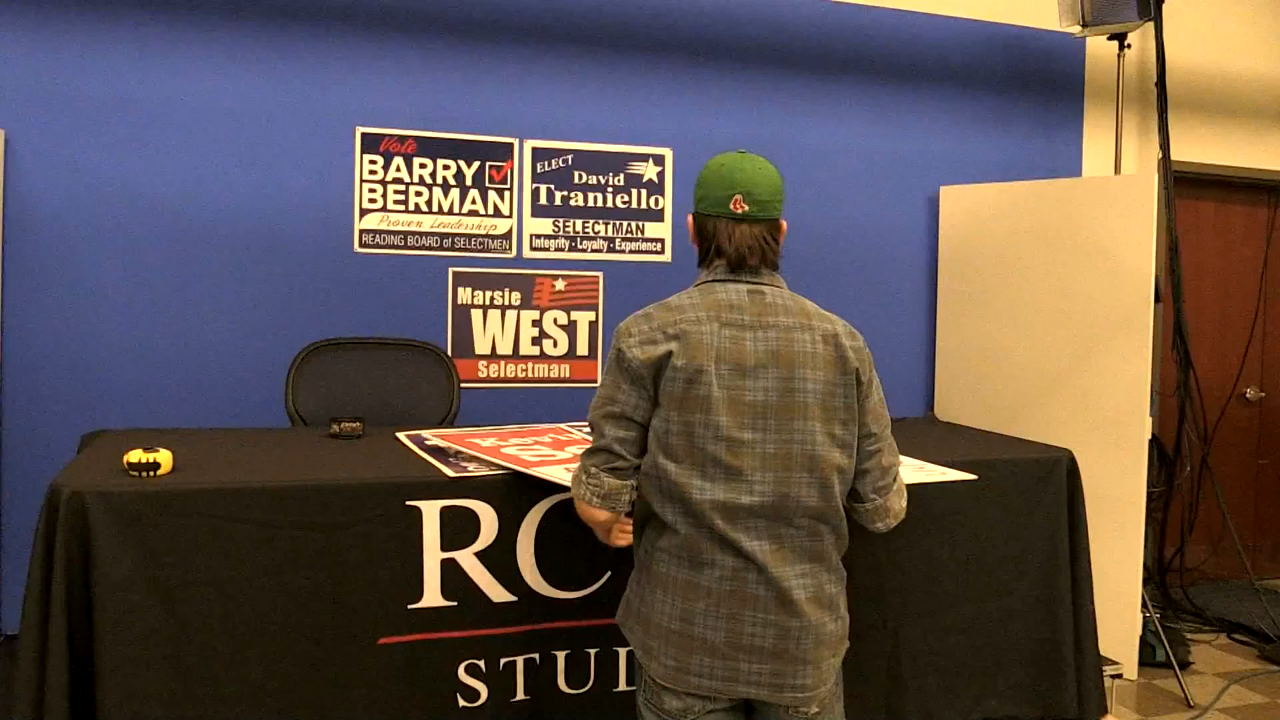 Vote
BARRY
BERMAN
Proven Leadership
READING BOARD of SELECTMEN
ELECT
David
Traniello
SELECTMAN
Integrity - Loyalty - Experience
Marsie
WEST
Selectman
RC
STUD